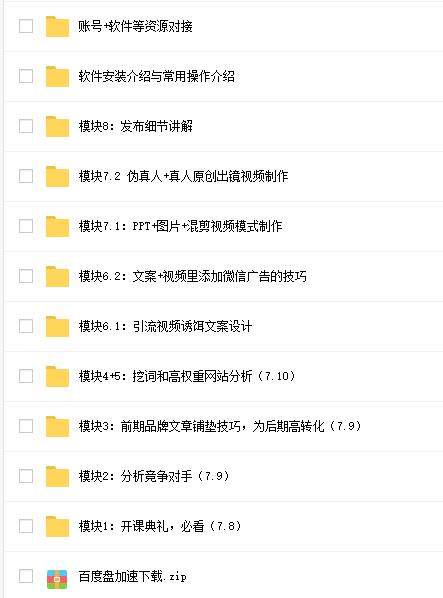 账号+软件等资源对接
软件安装介绍与常用操作介绍
模块8：发布细节讲解
模块7.2 伪真人+真人原创出镜视频制作
模块7.1：PPT+图片+混剪视频模式制作
模块6.2：文案+视频里添加微信广告的技巧
模块6.1：引流视频诱饵文案设计
模块4+5：挖词和高权重网站分析（7.10）
模块3：前期品牌文章铺垫技巧，为后期高转化（7.9）
模块2：分析竞争对手（7.9）
模块1：开课典礼，必看（7.8）
百度盘加速下载.zip